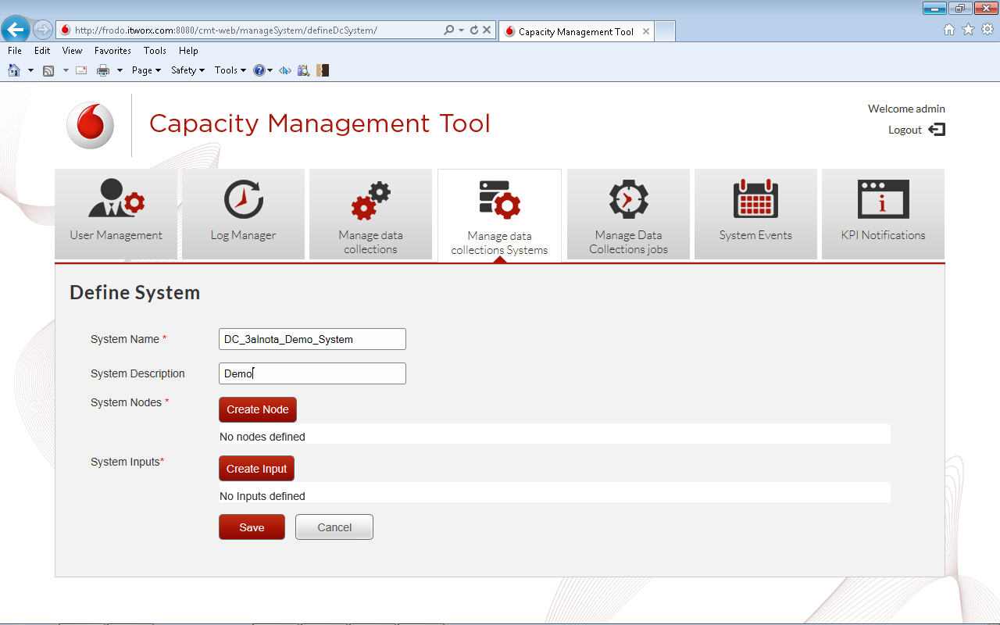 http://frodo.itworx.com:8080/cmt-web/manageSystem/defineDcSystem/
Capacity Management Tool
File Edit View Favorites Tools Help
Page Safety Tools
Capacity Management Tool
Welcome admin
Logout
User Management
Log Manager
Manage data
collections
Manage data
collections Systems
Manage Data
Collections jobs
System Events
KPI Notifications
Define System
System Name *
DC_3alnota_Demo_System
System Description
Demo
System Nodes *
Create Node
No nodes defined
System Inputs*
Create Input
No Inputs defined
Save
Cancel